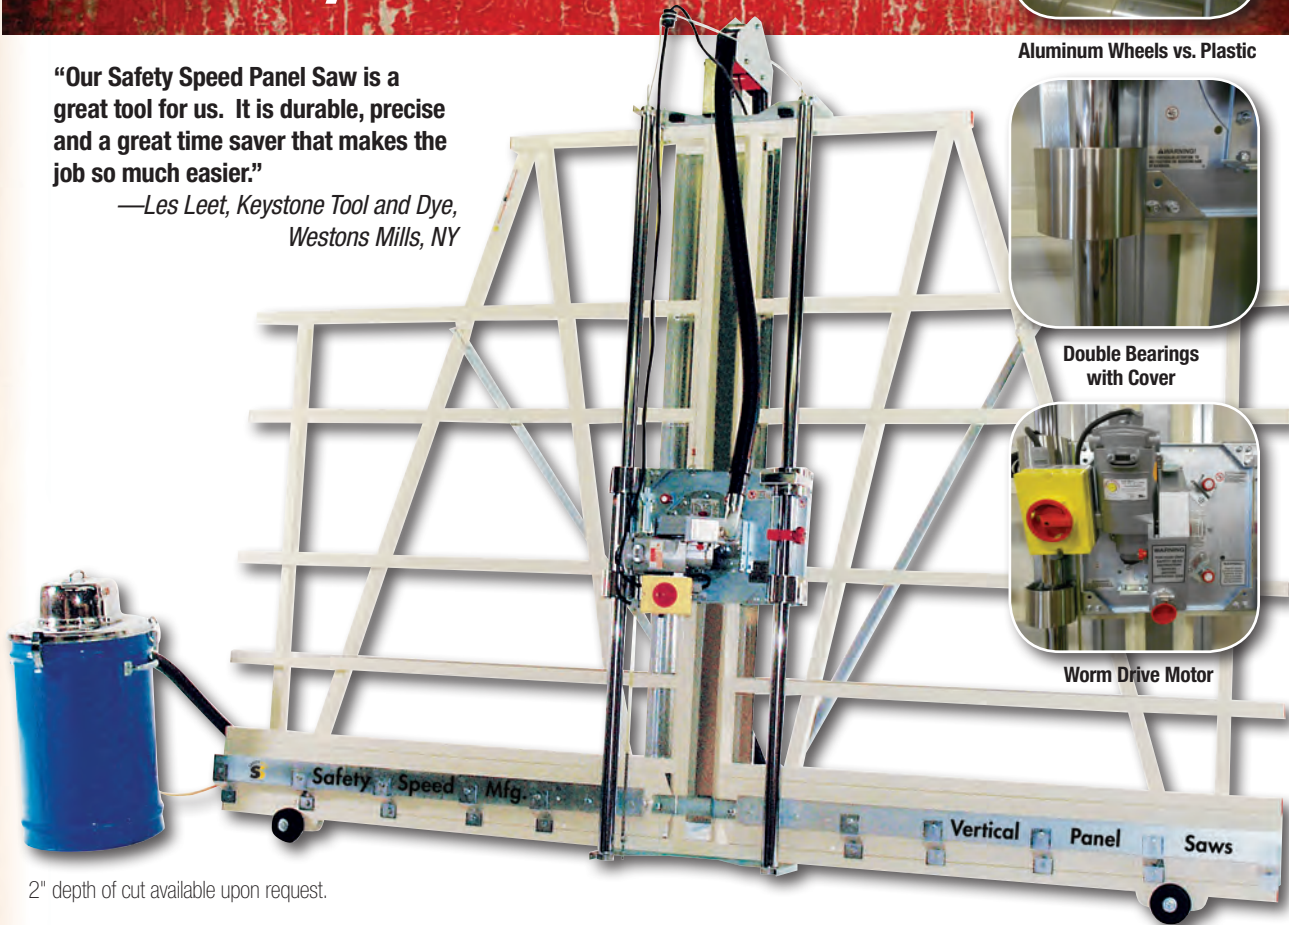 “Our Safety Speed Panel Saw is a
great tool for us. It is durable, precise
and a great time saver that makes the
job so much easier.”
—Les Leet, Keystone Tool and Dye,
Westons Mills, NY
Aluminum Wheels vs. Plastic
WARNING!
Double Bearings
with Cover
WARNING
Worm Drive Motor
S Safety Speed Mfg.
Vertical Panel Saws
2" depth of cut available upon request.